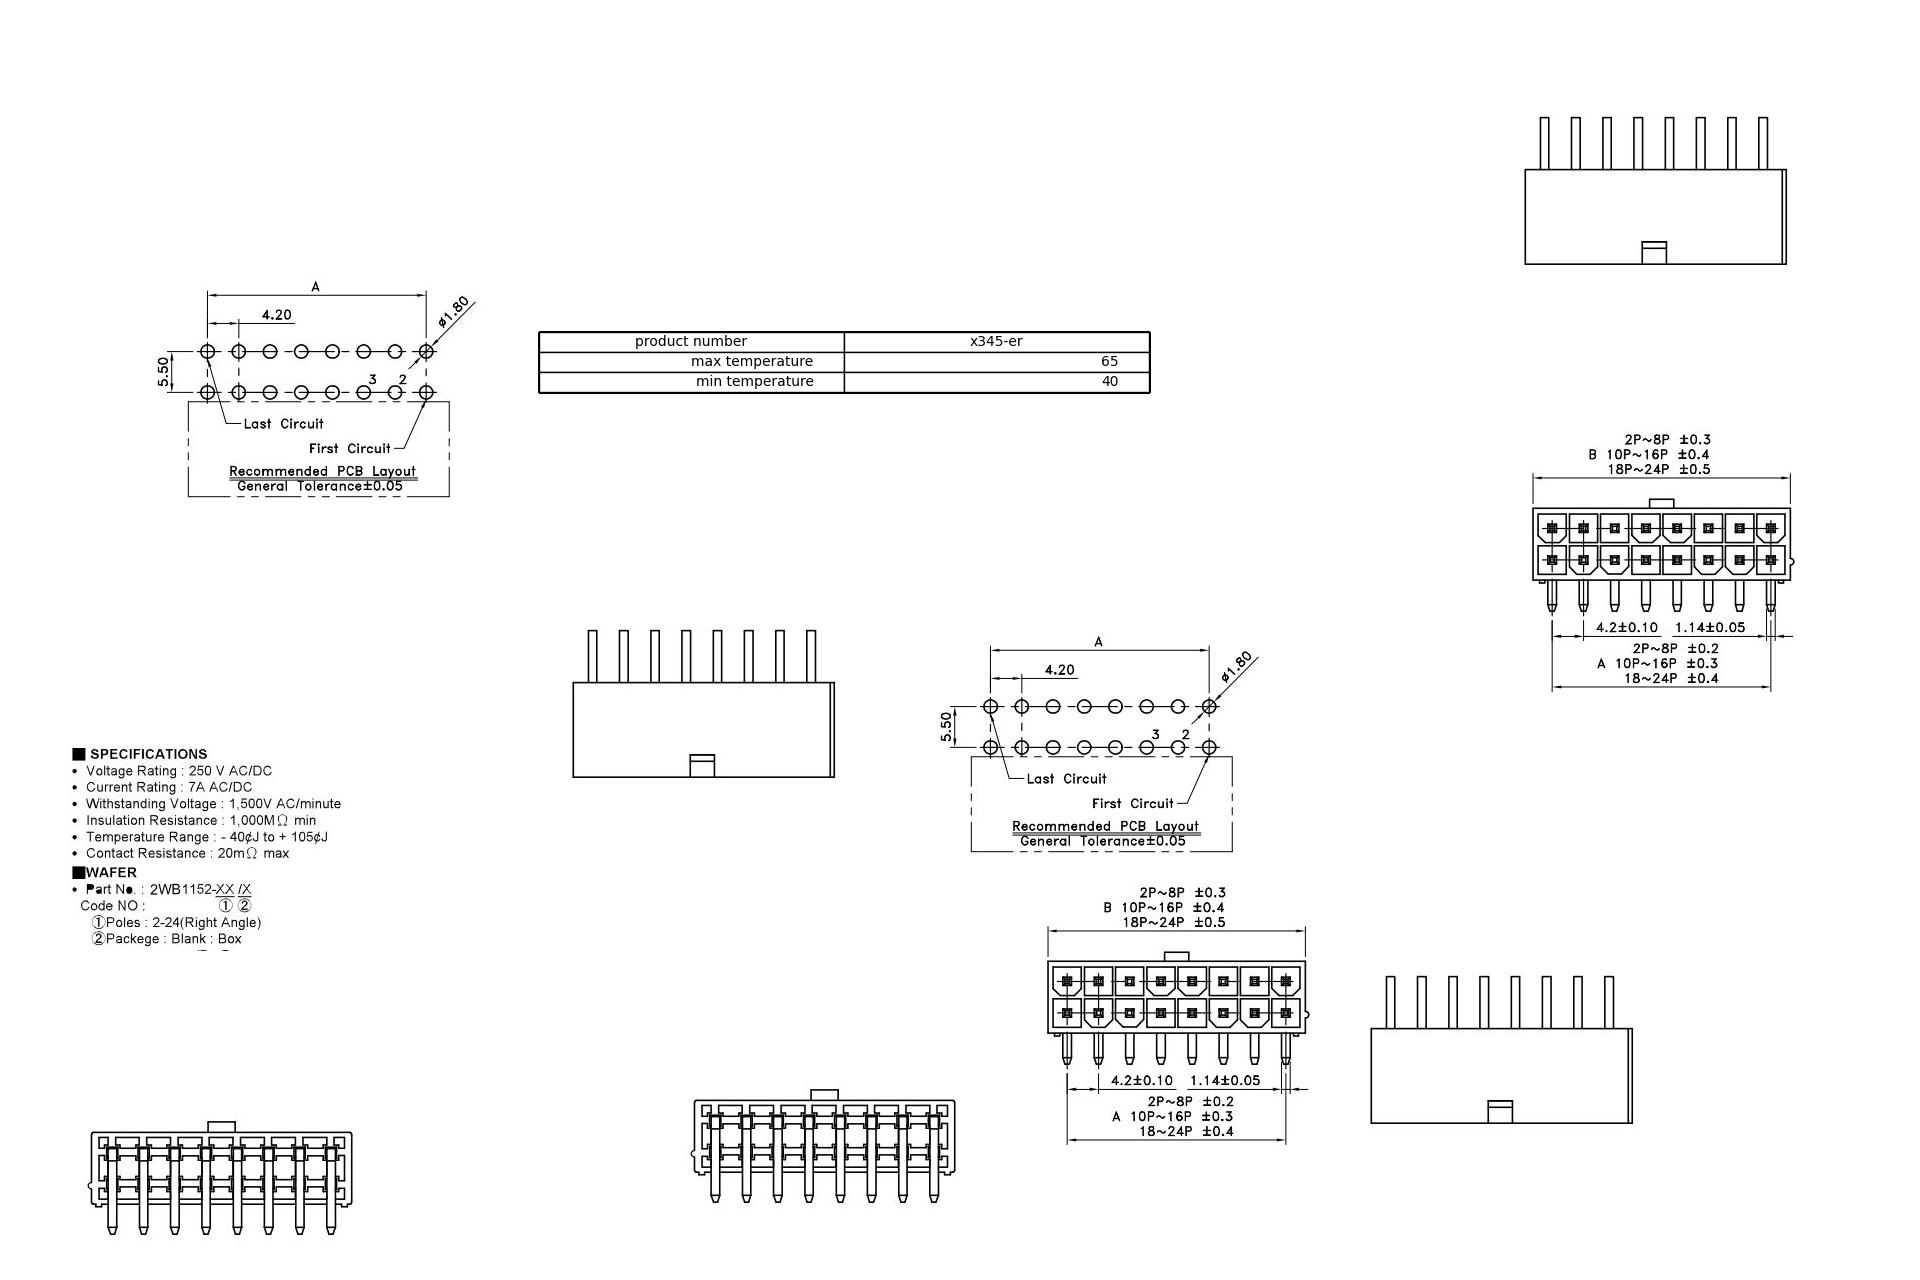 A
4.20
ø1.80
5.50
3 2
Last Circuit
First Circuit
Recommended PCB Layout
General Tolerance±0.05
product number x345-er
max temperature 65
min temperature 40
2P~8P ±0.3
B 10P~16P ±0.4
18P~24P ±0.5
4.2±0.10 1.14±0.05
2P~8P ±0.2
A 10P~16P ±0.3
18~24P ±0.4
A
4.20
ø1.80
5.50
3 2
Last Circuit
First Circuit
Recommended PCB Layout
General Tolerance±0.05
■ SPECIFICATIONS
• Voltage Rating : 250 V AC/DC
• Current Rating : 7A AC/DC
• Withstanding Voltage : 1,500V AC/minute
• Insulation Resistance : 1,000MΩ min
• Temperature Range : - 40¢J to + 105¢J
• Contact Resistance : 20mΩ max
■WAFER
• Part No. : 2WB1152-XX /X
Code NO : ① ②
①Poles : 2-24(Right Angle)
②Packege : Blank : Box
2P~8P ±0.3
B 10P~16P ±0.4
18P~24P ±0.5
4.2±0.10 1.14±0.05
2P~8P ±0.2
A 10P~16P ±0.3
18~24P ±0.4